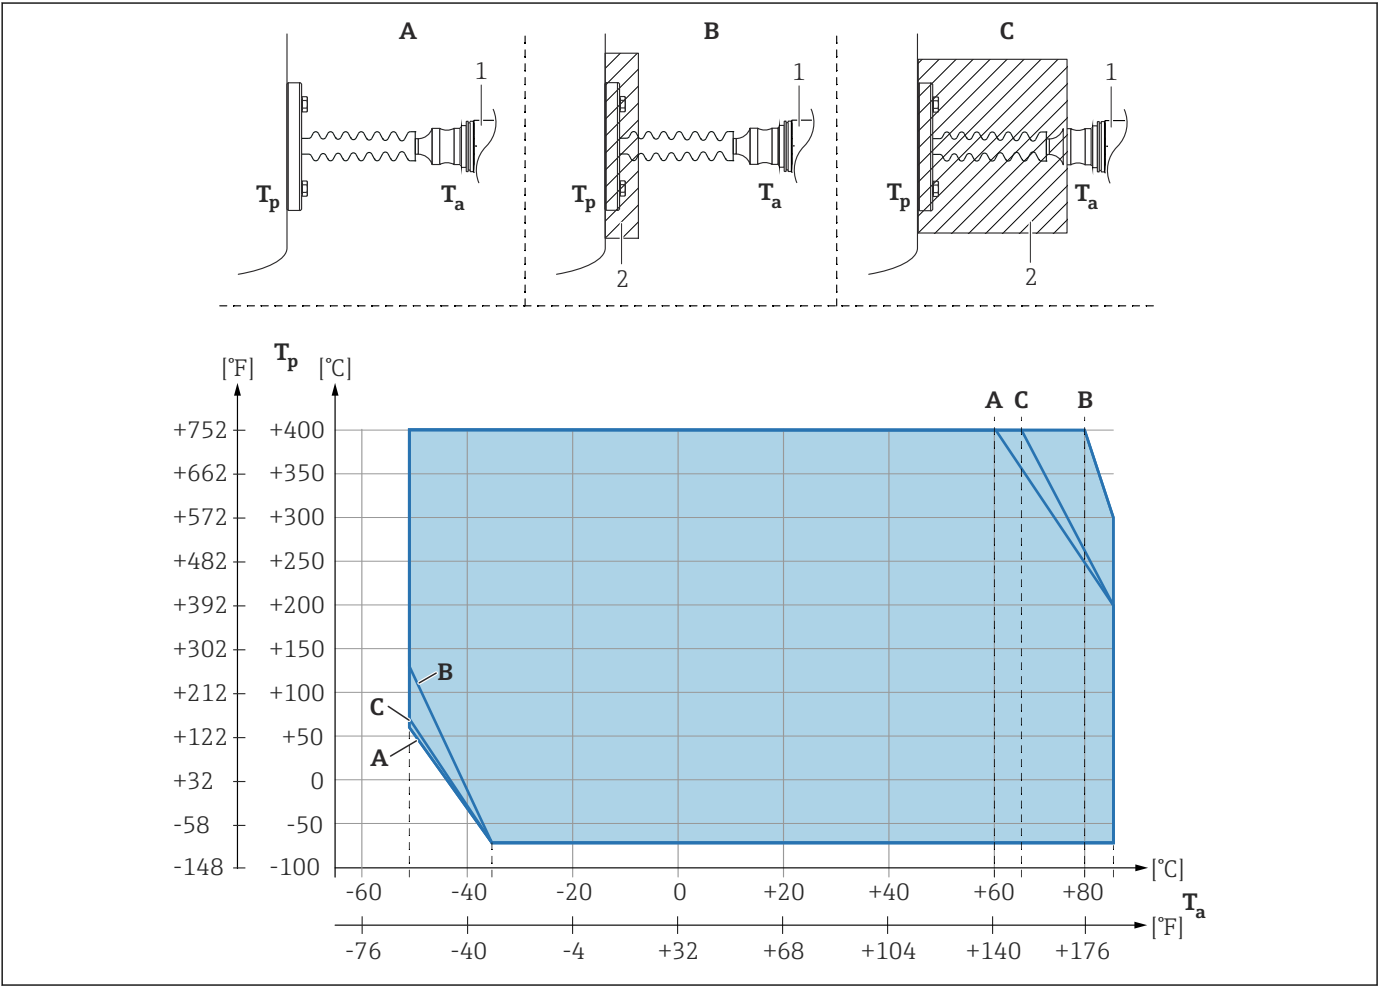 A B C
1 1 1
Tp Ta Tp Ta Tp Ta
2 2 2
[°F] Tp [°C]
A C B
+752 +400
+662 +350
+572 +300
+482 +250
+392 +200
+302 +150
B
+212 +100
C
+122 +50
A
+32 0
-58 -50
-148 -100
[°C]
-60 -40 -20 0 +20 +40 +60 +80
Ta
[°F]
-76 -40 -4 +32 +68 +104 +140 +176